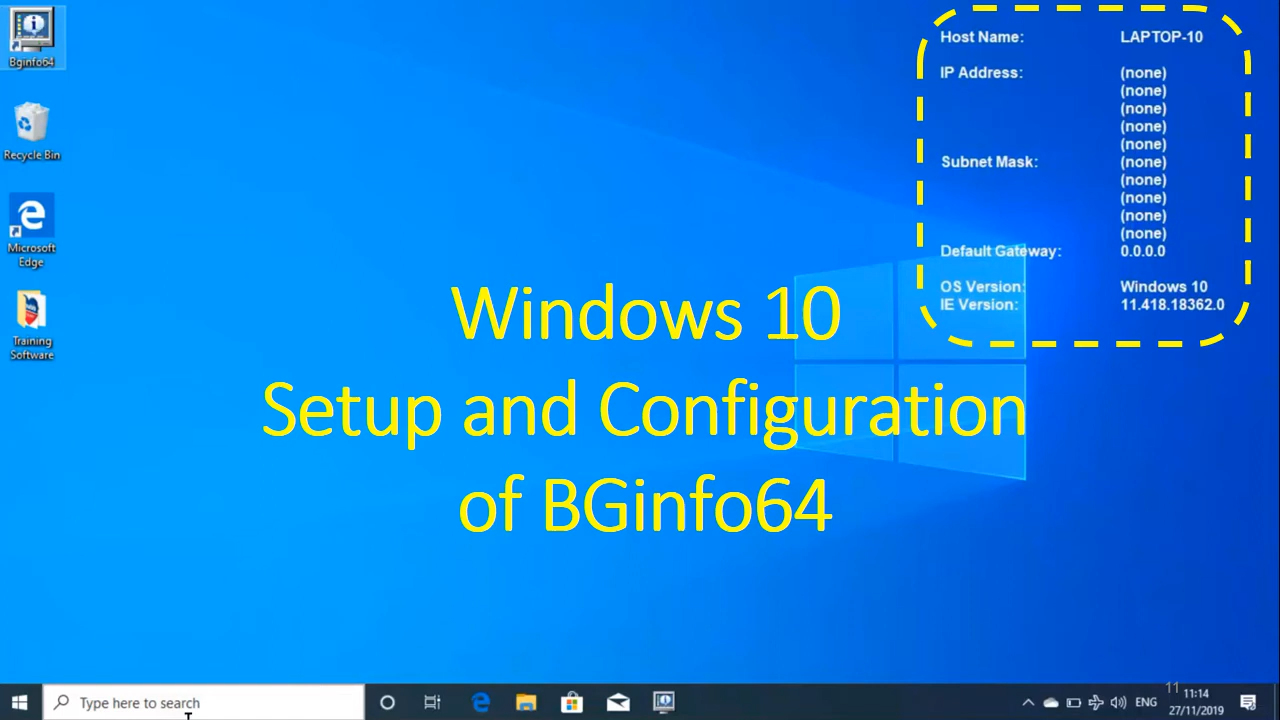 Bginfo64
Recycle Bin
Microsoft
Edge
Training
Software
Host Name: LAPTOP-10
IP Address: (none)
(none)
(none)
(none)
(none)
Subnet Mask: (none)
(none)
(none)
(none)
(none)
Default Gateway: 0.0.0.0
OS Version: Windows 10
IE Version: 11.418.18362.0
Windows 10
Setup and Configuration
of BGinfo64
Type here to search
ENG
11
11:14
27/11/2019